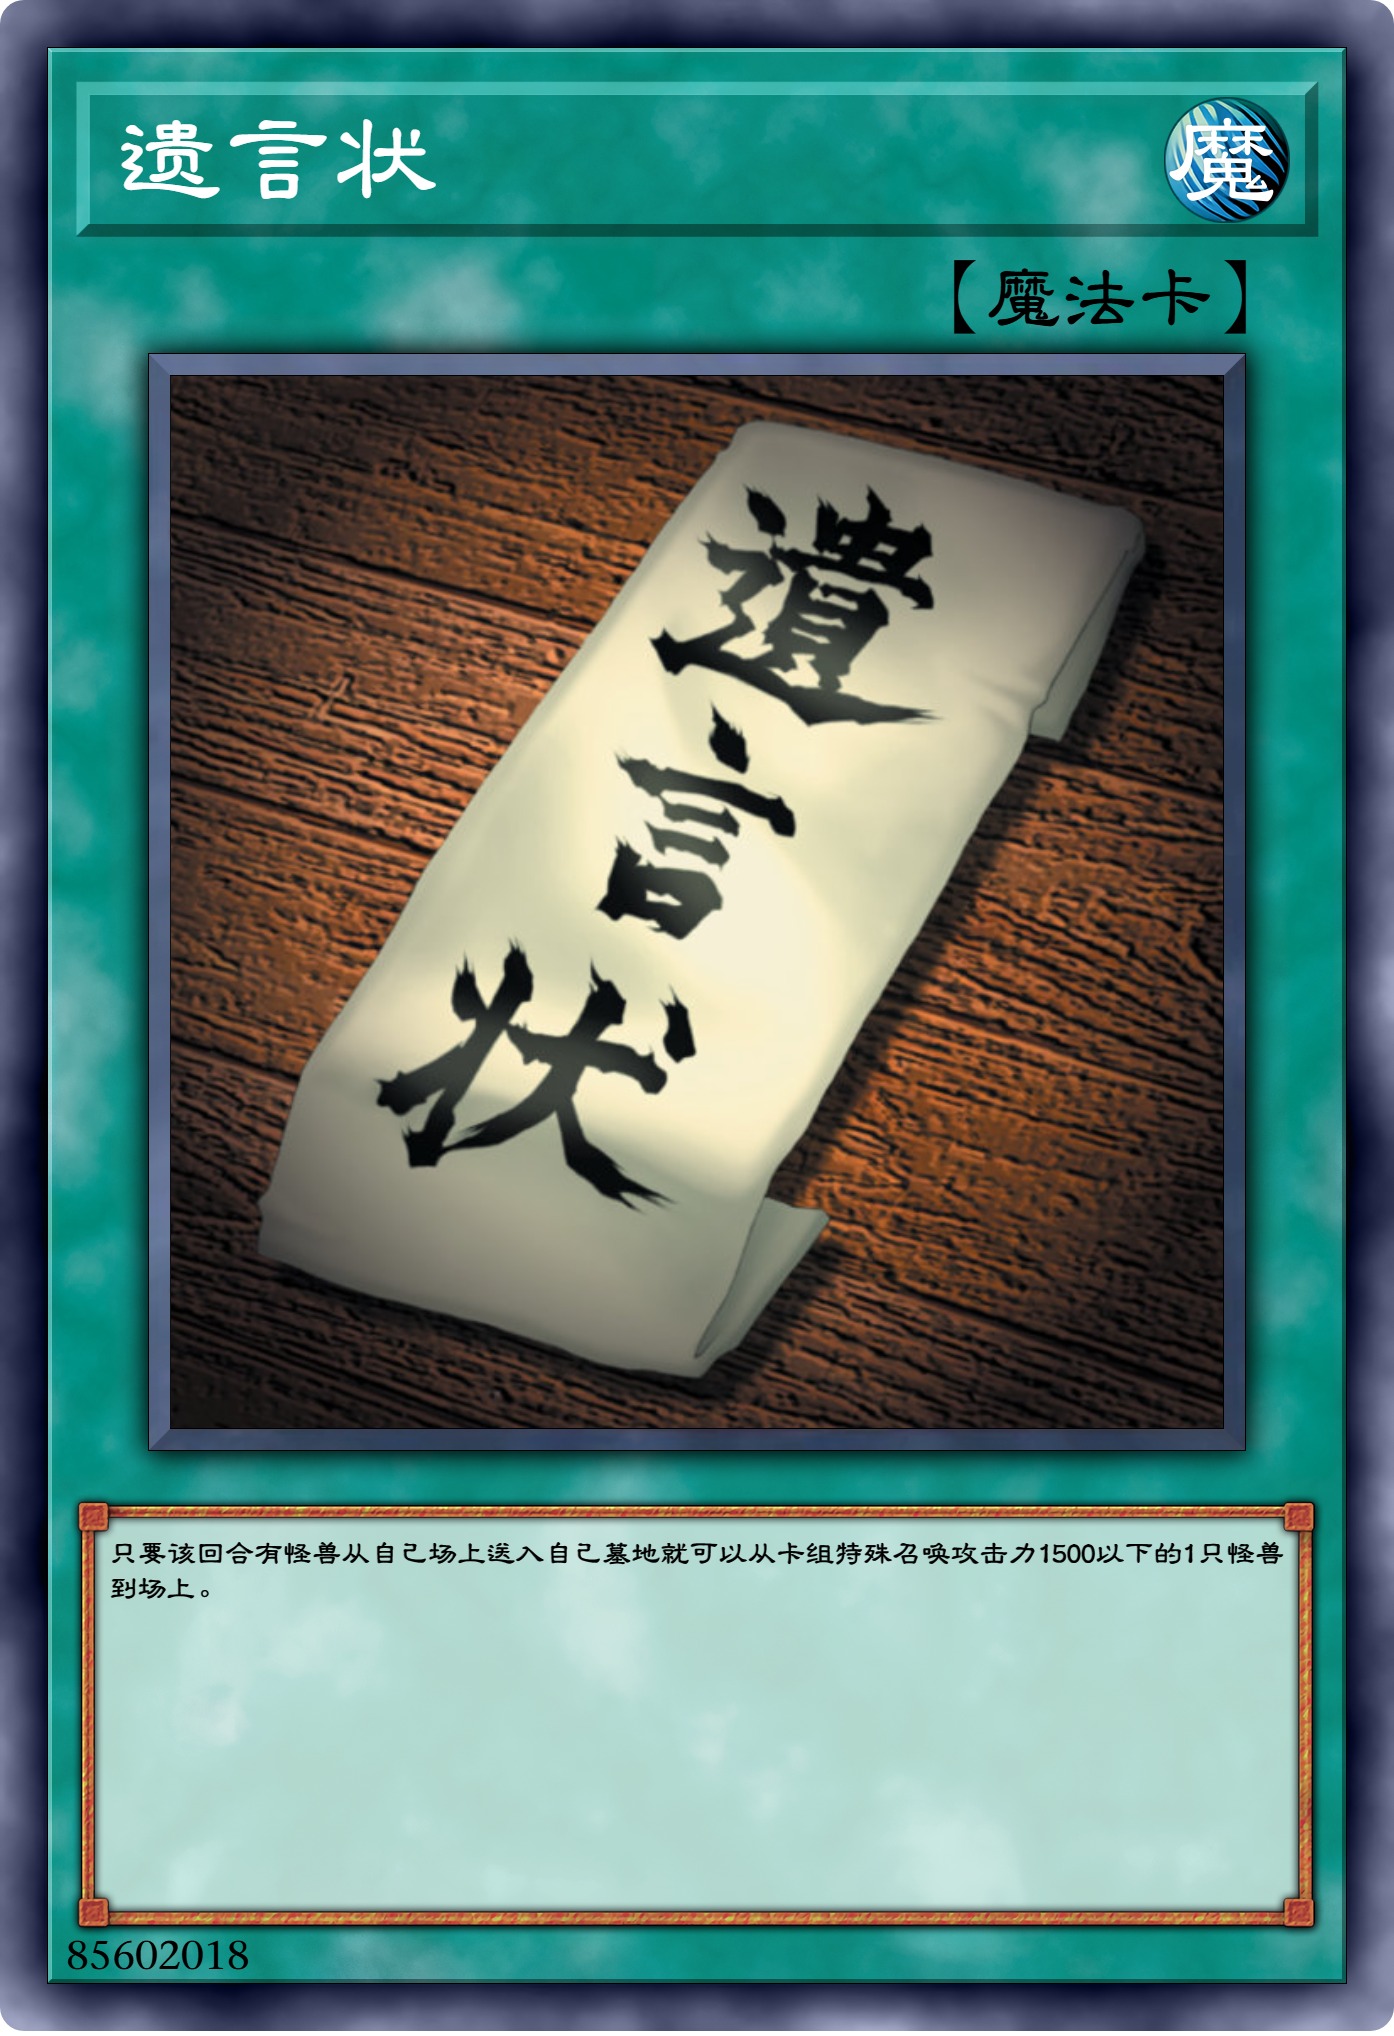 遗言状
魔
【魔法卡】
遺
言
状
只要该回合有怪兽从自己场上送入自己墓地就可以从卡组特殊召唤攻击力1500以下的1只怪兽
到场上。
85602018